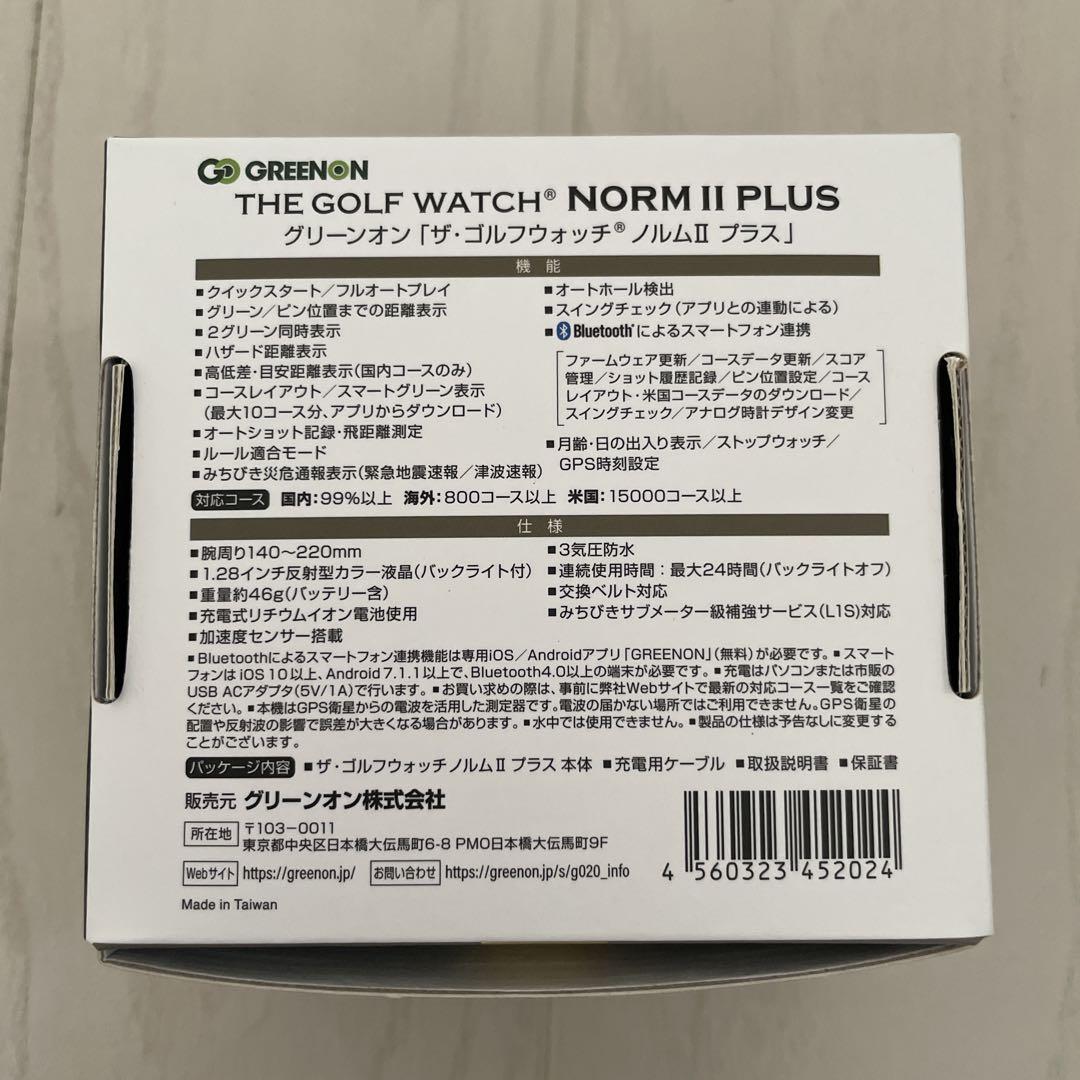 GO GREENON
THE GOLF WATCH® NORM II PLUS
グリーンオン「ザ・ゴルフウォッチ® ノルムⅡ プラス」
機 能
■クイックスタート／フルオートプレイ
■グリーン／ピン位置までの距離表示
■2グリーン同時表示
■ハザード距離表示
■高低差・目安距離表示(国内コースのみ)
■コースレイアウト／スマートグリーン表示
(最大10コース分、アプリからダウンロード)
■オートショット記録・飛距離測定
■ルール適合モード
■みちびき災危通報表示(緊急地震速報／津波速報)
■オートホール検出
■スイングチェック(アプリとの連動による)
■Bluetooth®によるスマートフォン連携
[ファームウェア更新／コースデータ更新／スコア
管理／ショット履歴記録／ピン位置設定／コース
レイアウト・米国コースデータのダウンロード／
スイングチェック／アナログ時計デザイン変更]
■月齢・日の出入り表示／ストップウォッチ／
GPS時刻設定
対応コース 国内：99%以上 海外：800コース以上 米国：15000コース以上
仕 様
■腕周り140〜220mm
■1.28インチ反射型カラー液晶(バックライト付)
■重量約46g(バッテリー含)
■充電式リチウムイオン電池使用
■加速度センサー搭載
■3気圧防水
■連続使用時間：最大24時間(バックライトオフ)
■交換ベルト対応
■みちびきサブメーター級補強サービス(L1S)対応
■Bluetoothによるスマートフォン連携機能は専用iOS／Androidアプリ「GREENON」(無料)が必要です。■スマート
フォンは iOS 10以上、Android 7.1.1以上で、Bluetooth4.0以上の端末が必要です。■充電はパソコンまたは市販の
USB ACアダプタ(5V/1A)で行います。■お買い求めの際は、事前に弊社Webサイトで最新の対応コース一覧をご確認
ください。■本機はGPS衛星からの電波を活用した測定器です。電波の届かない場所ではご利用できません。GPS衛星の
配置や反射波の影響で誤差が大きくなる場合があります。■水中では使用できません。■製品の仕様は予告なしに変更する
ことがございます。
パッケージ内容 ■ザ・ゴルフウォッチノルムⅡ プラス 本体 ■充電用ケーブル ■取扱説明書 ■保証書
販売元 グリーンオン株式会社
所在地 〒103-0011
東京都中央区日本橋大伝馬町6-8 PMO日本橋大伝馬町9F
Webサイト https://greenon.jp/ お問い合わせ https://greenon.jp/s/g020_info
Made in Taiwan
4 560323 452024